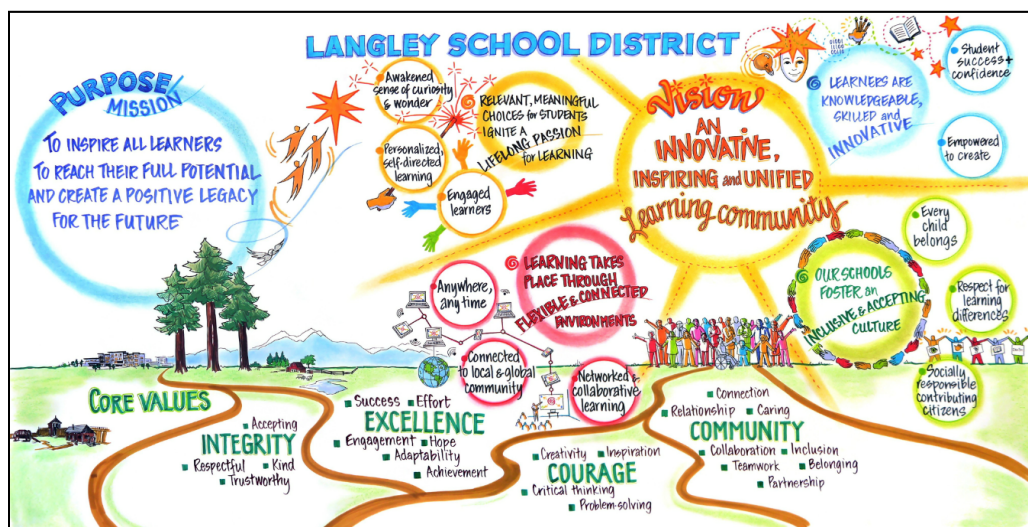 LANGLEY SCHOOL DISTRICT
PURPOSE/
MISSION
TO INSPIRE ALL LEARNERS
TO REACH THEIR FULL POTENTIAL
AND CREATE A POSITIVE LEGACY
FOR THE FUTURE
Awakened
sense of curiosity
& wonder
Personalized,
self-directed
learning
Engaged
learners
RELEVANT, MEANINGFUL
CHOICES FOR STUDENTS
IGNITE A
LIFELONG PASSION
for LEARNING
Vision
AN
INNOVATIVE,
INSPIRING and UNIFIED
Learning community
LEARNERS ARE
KNOWLEDGEABLE,
SKILLED and
INNOVATIVE
Student
success +
confidence
Empowered
to create
LEARNING TAKES
PLACE THROUGH
FLEXIBLE & CONNECTED
ENVIRONMENTS
Anywhere,
any time
Connected
to local & global
community
Networked &
collaborative
learning
OUR SCHOOLS
FOSTER an
INCLUSIVE & ACCEPTING
CULTURE
Every
child
belongs
Respect for
learning
differences
Socially
responsible
contributing
citizens
CORE VALUES
Accepting
INTEGRITY
Respectful Kind
Trustworthy
Success Effort
EXCELLENCE
Engagement Hope
Adaptability
Achievement
Creativity Inspiration
COURAGE
Critical thinking
Problem-solving
Connection
Relationship Caring
COMMUNITY
Collaboration Inclusion
Teamwork Belonging
Partnership